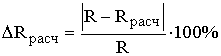 ΔRрасч = |R − Rрасч| / R · 100%